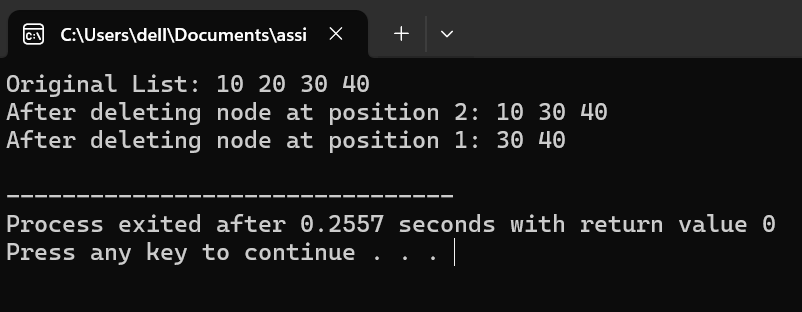 C:\Users\dell\Documents\assi
Original List: 10 20 30 40
After deleting node at position 2: 10 30 40
After deleting node at position 1: 30 40
--------------------------------
Process exited after 0.2557 seconds with return value 0
Press any key to continue . . .